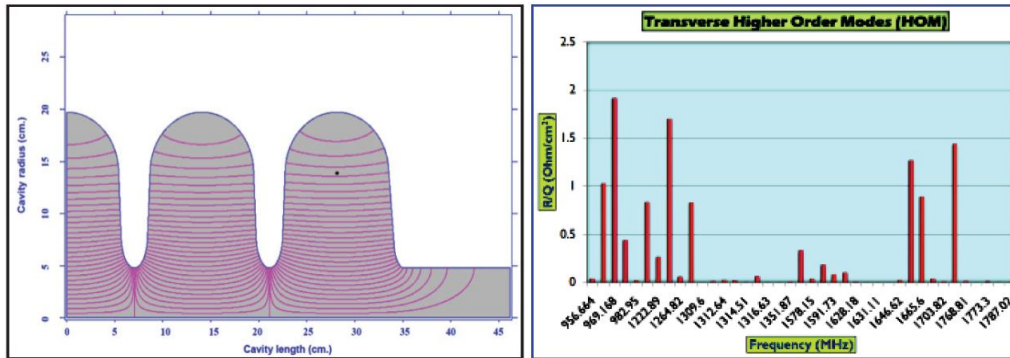 25
20
15
10
5
0
Cavity radius (cm.)
0 5 10 15 20 25 30 35 40 45
Cavity length (cm.)
Transverse Higher Order Modes (HOM)
2.5
2
1.5
1
0.5
0
R/Q (Ohm/cm²)
956.664 969.168 982.95 1222.89 1264.82 1309.6 1312.64 1314.51 1316.63 1351.87 1578.15 1591.73 1628.18 1631.11 1646.62 1665.6 1703.82 1768.81 1773.3 1787.07
Frequency (MHz)